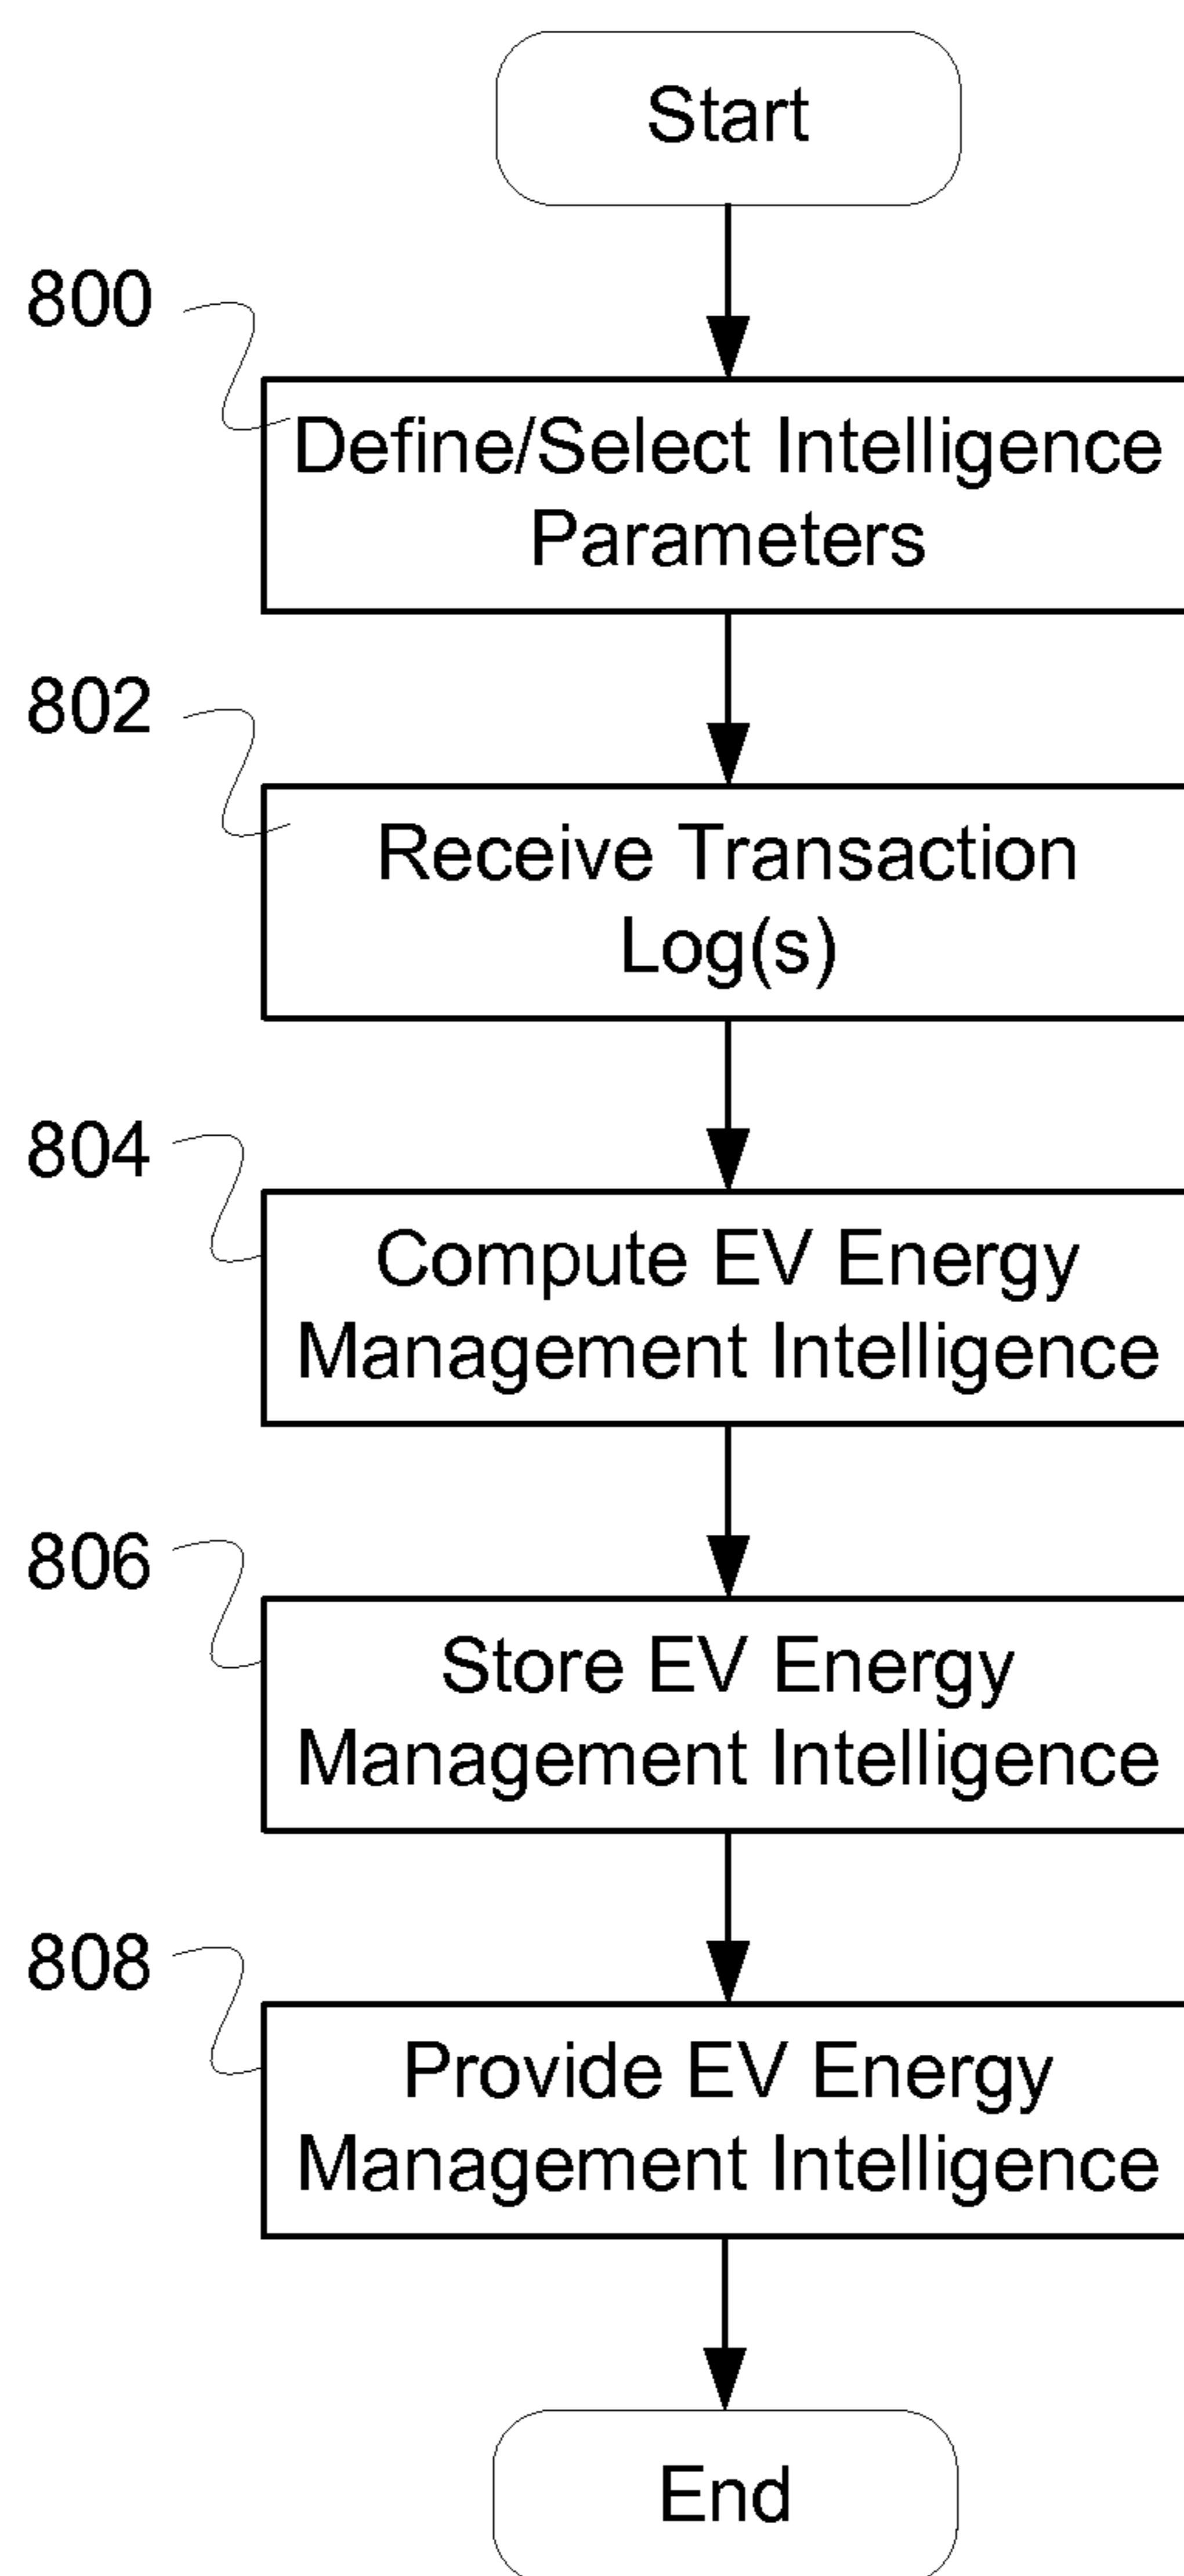 Start
800
Define/Select Intelligence
Parameters
802
Receive Transaction
Log(s)
804
Compute EV Energy
Management Intelligence
806
Store EV Energy
Management Intelligence
808
Provide EV Energy
Management Intelligence
End